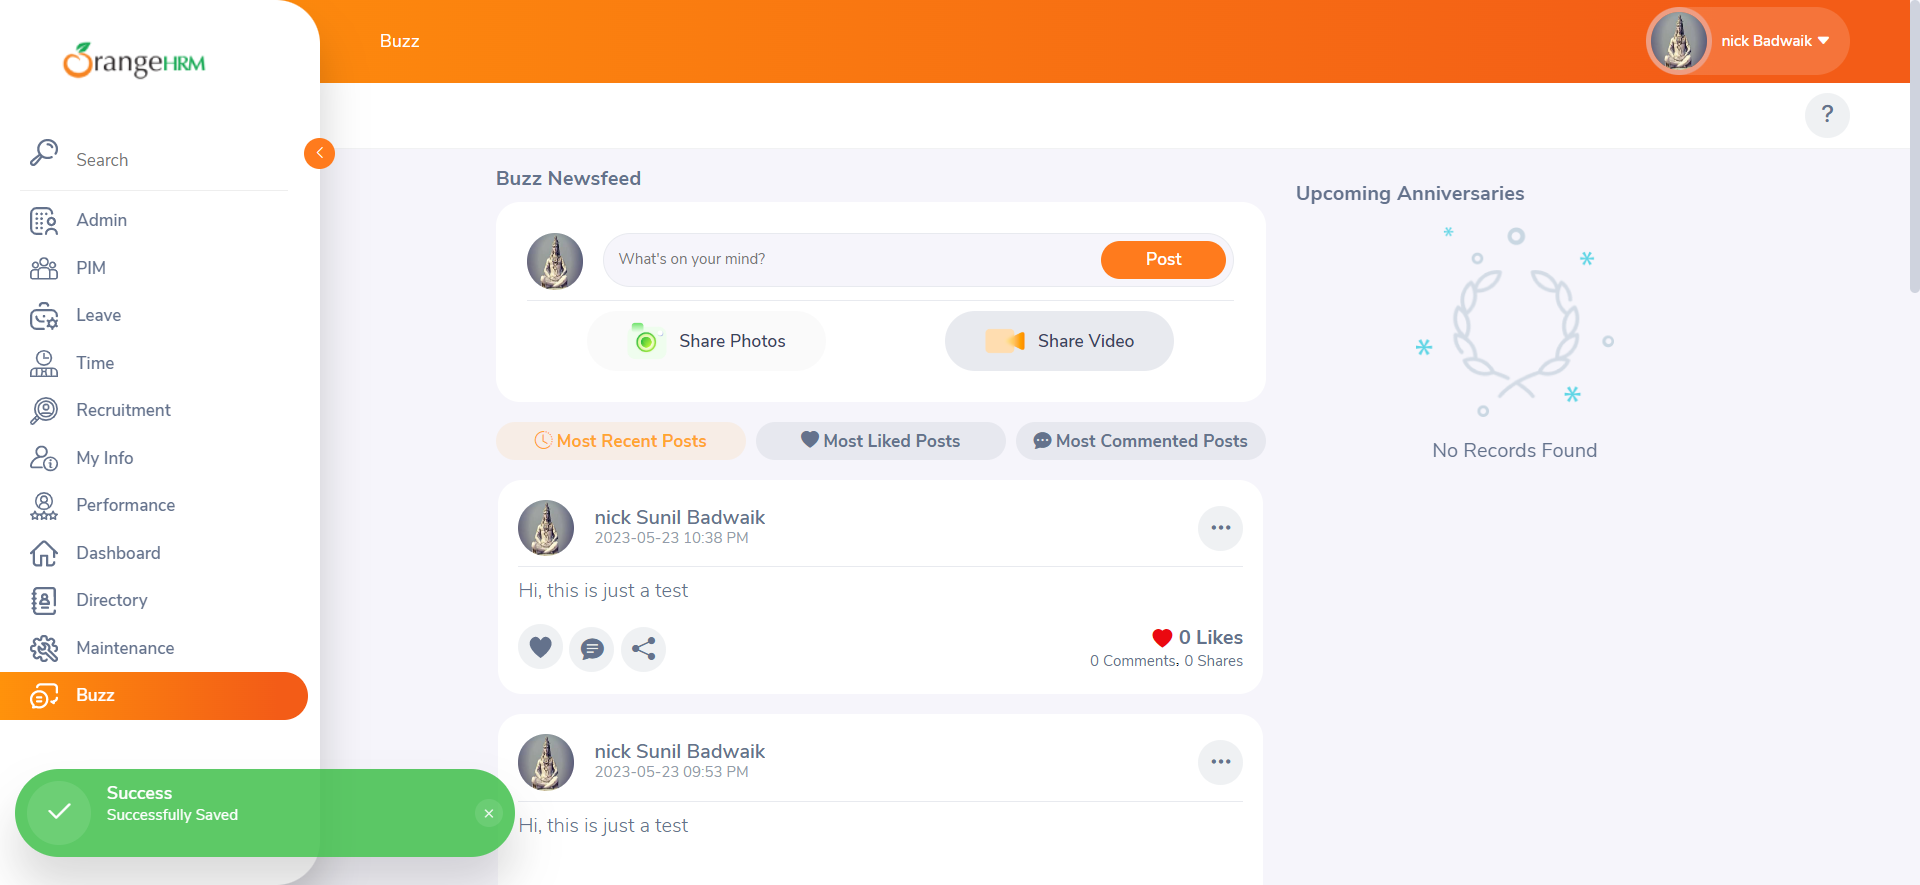 OrangeHRM
Search
Admin
PIM
Leave
Time
Recruitment
My Info
Performance
Dashboard
Directory
Maintenance
Buzz
Buzz
nick Badwaik
?
Buzz Newsfeed
What's on your mind?
Post
Share Photos
Share Video
Most Recent Posts
Most Liked Posts
Most Commented Posts
nick Sunil Badwaik
2023-05-23 10:38 PM
Hi, this is just a test
0 Likes
0 Comments, 0 Shares
nick Sunil Badwaik
2023-05-23 09:53 PM
Hi, this is just a test
Upcoming Anniversaries
No Records Found
Success
Successfully Saved